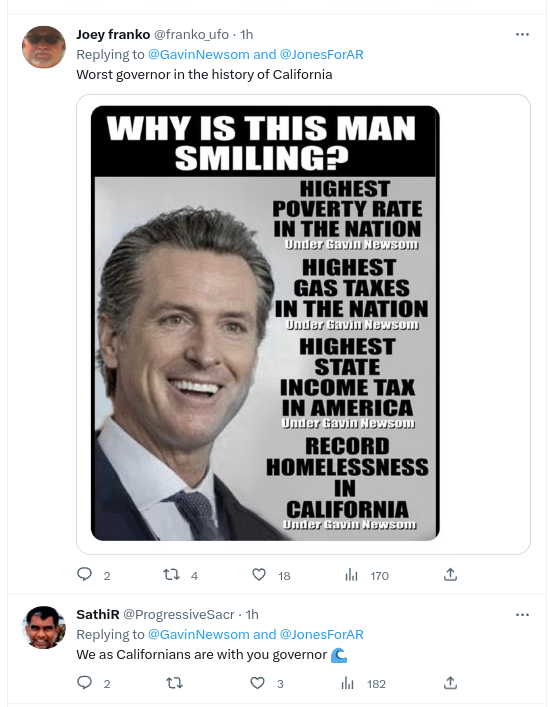 Joey franko @franko_ufo · 1h
Replying to @GavinNewsom and @JonesForAR
Worst governor in the history of California
WHY IS THIS MAN
SMILING?
HIGHEST
POVERTY RATE
IN THE NATION
Under Gavin Newsom
HIGHEST
GAS TAXES
IN THE NATION
Under Gavin Newsom
HIGHEST
STATE
INCOME TAX
IN AMERICA
Under Gavin Newsom
RECORD
HOMELESSNESS
IN
CALIFORNIA
Under Gavin Newsom
2 4 18 170
SathiR @ProgressiveSacr · 1h
Replying to @GavinNewsom and @JonesForAR
We as Californians are with you governor 🌊
2 3 182